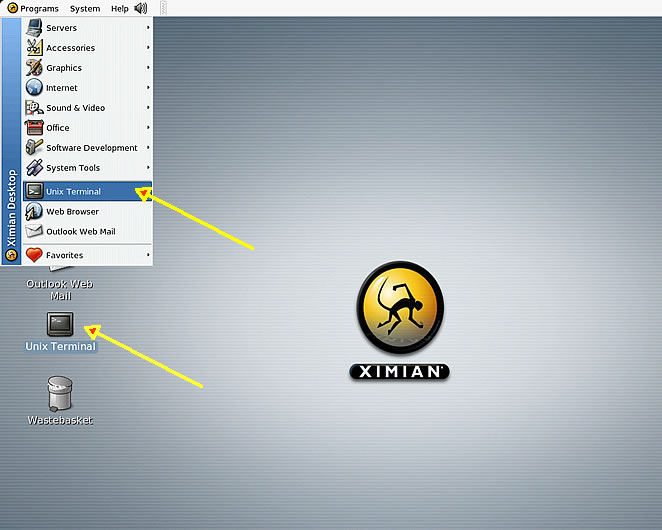 Programs System Help
Servers
Accessories
Graphics
Internet
Sound & Video
Office
Software Development
System Tools
Unix Terminal
Web Browser
Outlook Web Mail
Favorites
Ximian Desktop
Outlook Web
Mail
Unix Terminal
Wastebasket
XIMIAN